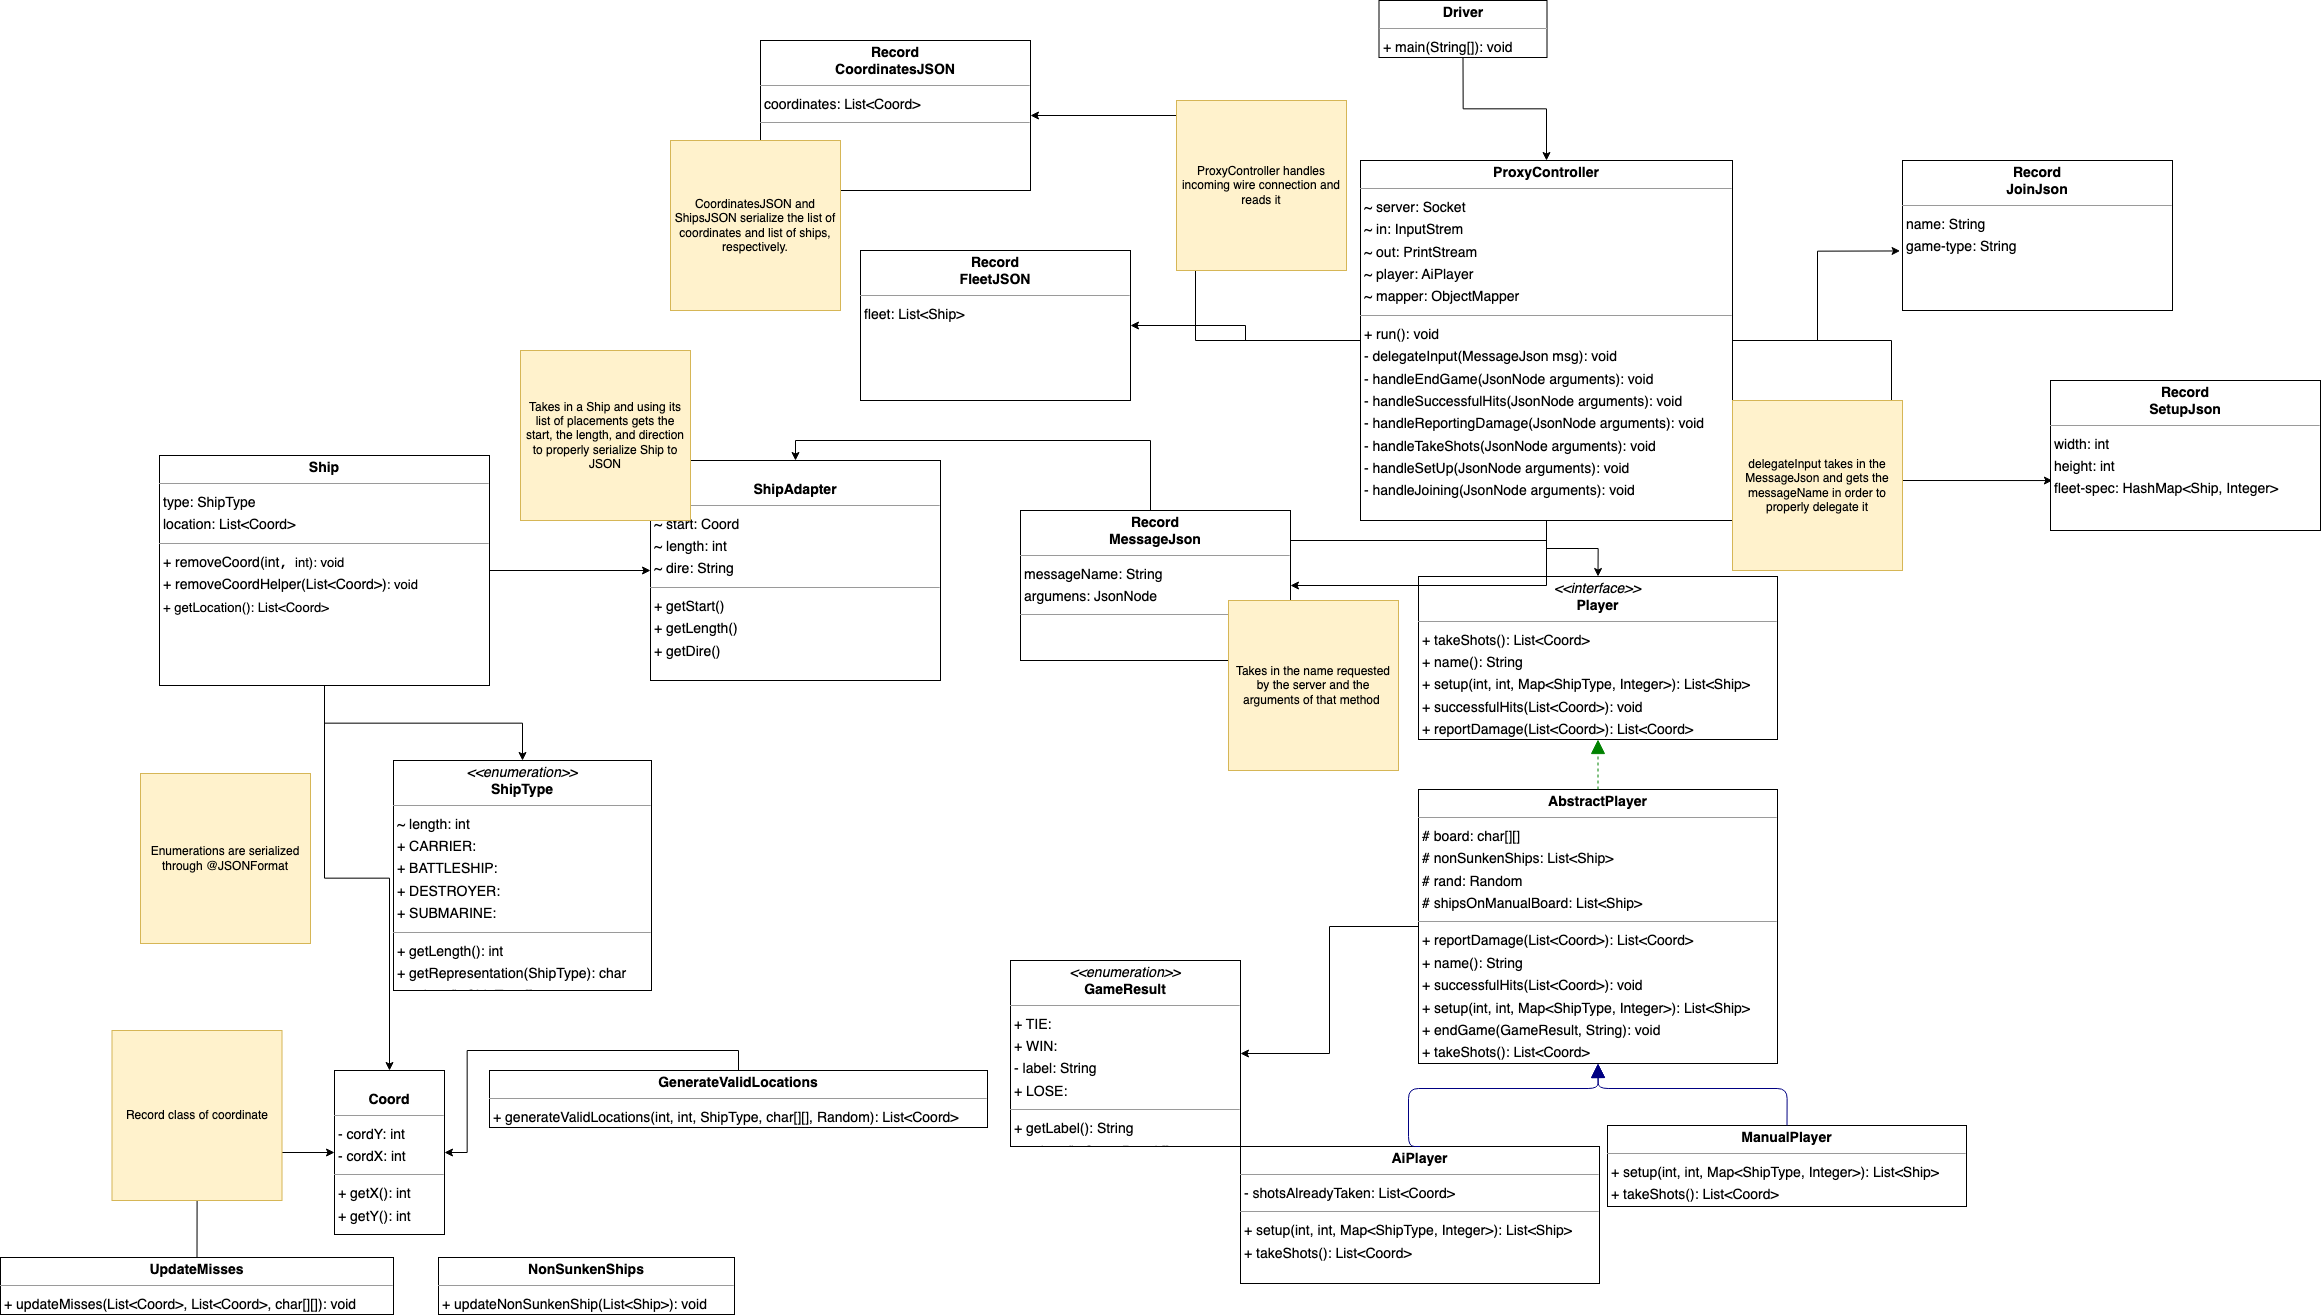 Driver
+ main(String[]): void
Record
CoordinatesJSON
coordinates: List<Coord>
CoordinatesJSON and
ShipsJSON serialize the list of
coordinates and list of ships,
respectively.
ProxyController handles
incoming wire connection and
reads it
ProxyController
~ server: Socket
~ in: InputStrem
~ out: PrintStream
~ player: AiPlayer
~ mapper: ObjectMapper
+ run(): void
- delegateInput(MessageJson msg): void
- handleEndGame(JsonNode arguments): void
- handleSuccessfulHits(JsonNode arguments): void
- handleReportingDamage(JsonNode arguments): void
- handleTakeShots(JsonNode arguments): void
- handleSetUp(JsonNode arguments): void
- handleJoining(JsonNode arguments): void
Record
JoinJson
name: String
game-type: String
Record
FleetJSON
fleet: List<Ship>
Record
SetupJson
width: int
height: int
fleet-spec: HashMap<Ship, Integer>
delegateInput takes in the
MessageJson and gets the
messageName in order to
properly delegate it
Takes in a Ship and using its
list of placements gets the
start, the length, and direction
to properly serialize Ship to
JSON
Ship
type: ShipType
location: List<Coord>
+ removeCoord(int, int): void
+ removeCoordHelper(List<Coord>): void
+ getLocation(): List<Coord>
ShipAdapter
~ start: Coord
~ length: int
~ dire: String
+ getStart()
+ getLength()
+ getDire()
Record
MessageJson
messageName: String
argumens: JsonNode
Takes in the name requested
by the server and the
arguments of that method
<<interface>>
Player
+ takeShots(): List<Coord>
+ name(): String
+ setup(int, int, Map<ShipType, Integer>): List<Ship>
+ successfulHits(List<Coord>): void
+ reportDamage(List<Coord>): List<Coord>
<<enumeration>>
ShipType
~ length: int
+ CARRIER:
+ BATTLESHIP:
+ DESTROYER:
+ SUBMARINE:
+ getLength(): int
+ getRepresentation(ShipType): char
Enumerations are serialized
through @JSONFormat
AbstractPlayer
# board: char[][]
# nonSunkenShips: List<Ship>
# rand: Random
# shipsOnManualBoard: List<Ship>
+ reportDamage(List<Coord>): List<Coord>
+ name(): String
+ successfulHits(List<Coord>): void
+ setup(int, int, Map<ShipType, Integer>): List<Ship>
+ endGame(GameResult, String): void
+ takeShots(): List<Coord>
<<enumeration>>
GameResult
+ TIE:
+ WIN:
- label: String
+ LOSE:
+ getLabel(): String
Record class of coordinate
Coord
- cordY: int
- cordX: int
+ getX(): int
+ getY(): int
GenerateValidLocations
+ generateValidLocations(int, int, ShipType, char[][], Random): List<Coord>
AiPlayer
- shotsAlreadyTaken: List<Coord>
+ setup(int, int, Map<ShipType, Integer>): List<Ship>
+ takeShots(): List<Coord>
ManualPlayer
+ setup(int, int, Map<ShipType, Integer>): List<Ship>
+ takeShots(): List<Coord>
UpdateMisses
+ updateMisses(List<Coord>, List<Coord>, char[][]): void
NonSunkenShips
+ updateNonSunkenShip(List<Ship>): void